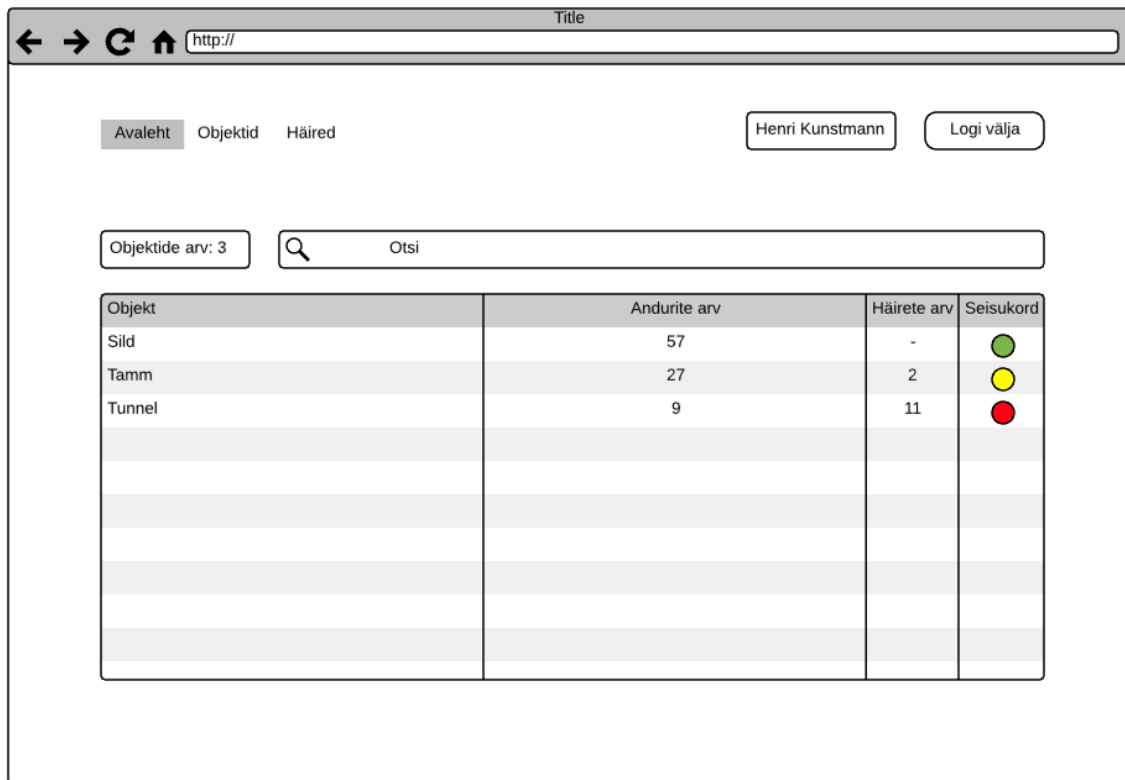 Title
http://
Avaleht Objektid Häired Henri Kunstmann Logi välja
Objektide arv: 3 Otsi
Objekt Andurite arv Häirete arv Seisukord
Sild 57 -
Tamm 27 2
Tunnel 9 11